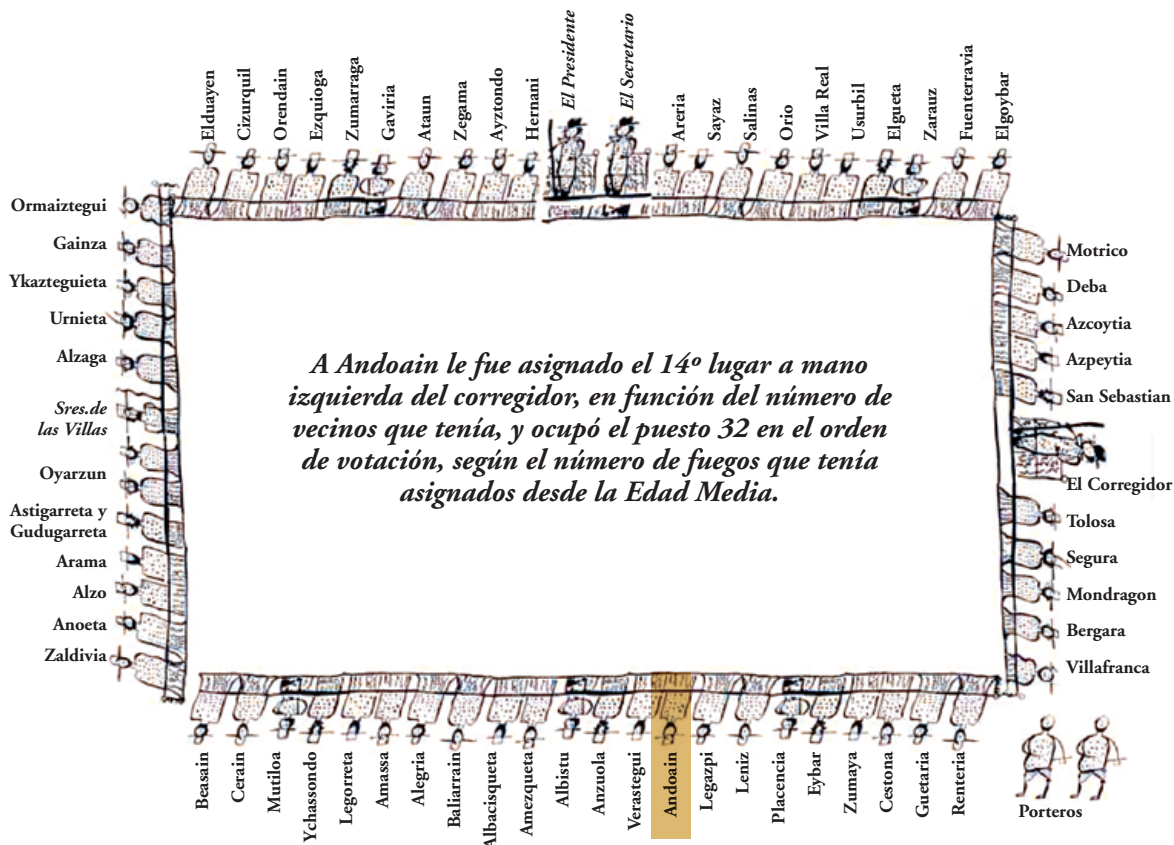 Elduayen
Cizurquil
Orendain
Ezquioga
Zumarraga
Gaviria
Ataun
Zegama
Ayztondo
Hernani
El Presidente
El Secretario
Areria
Sayaz
Salinas
Orio
Villa Real
Usurbil
Elgueta
Zarauz
Fuenterravia
Elgoybar
Ormaiztegui
Gainza
Ykazteguieta
Urnieta
Alzaga
Sres.de
las Villas
Oyarzun
Astigarreta y
Gudugarreta
Arama
Alzo
Anoeta
Zaldivia
A Andoain le fue asignado el 14º lugar a mano
izquierda del corregidor, en función del número de
vecinos que tenía, y ocupó el puesto 32 en el orden
de votación, según el número de fuegos que tenía
asignados desde la Edad Media.
Motrico
Deba
Azcoytia
Azpeytia
San Sebastian
El Corregidor
Tolosa
Segura
Mondragon
Bergara
Villafranca
Beasain
Cerain
Mutiloa
Ychassondo
Legorreta
Amassa
Alegria
Baliarrain
Albacisqueta
Amezqueta
Albistu
Anzuola
Verastegui
Andoain
Legazpi
Leniz
Placencia
Eybar
Zumaya
Cestona
Guetaria
Renteria
Porteros